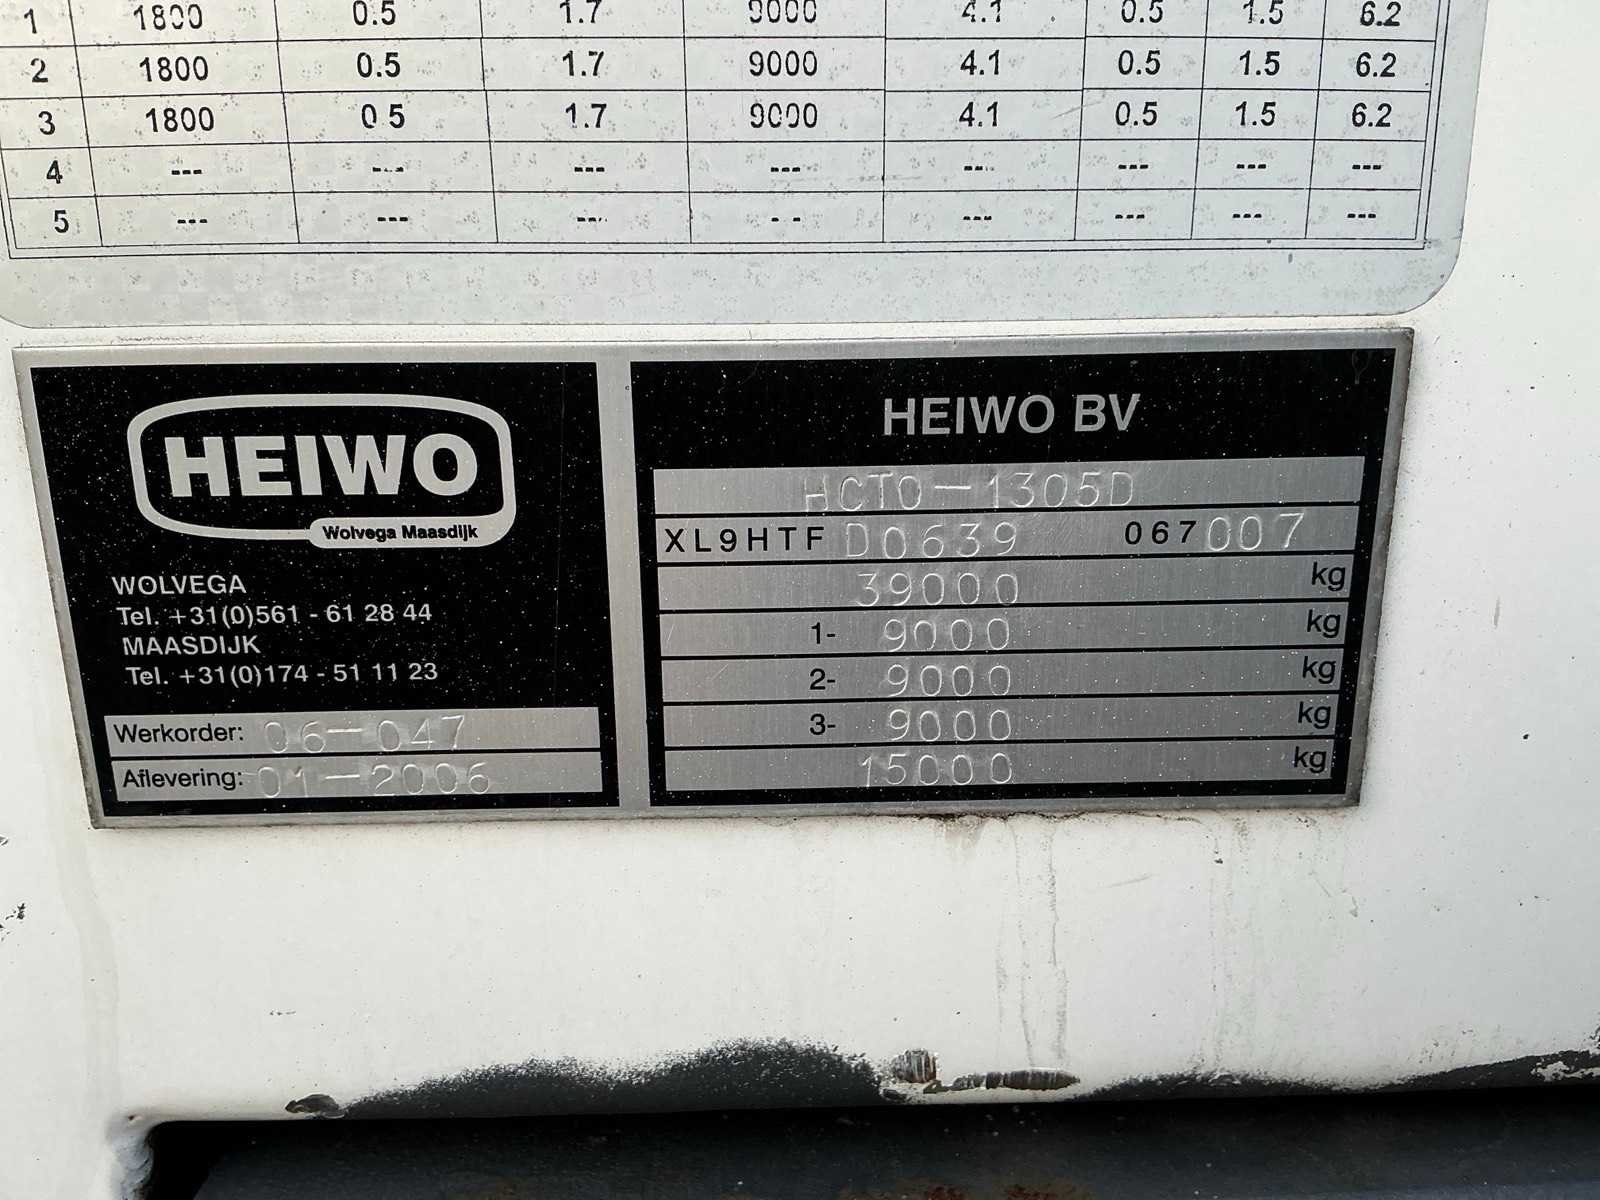 1 1800 0.5 1.7 9000 4.1 0.5 1.5 6.2
2 1800 0.5 1.7 9000 4.1 0.5 1.5 6.2
3 1800 0.5 1.7 9000 4.1 0.5 1.5 6.2
4 --- --- --- --- --- --- --- ---
5 --- --- --- --- --- --- --- ---
HEIWO
Wolvega Maasdijk
WOLVEGA
Tel. +31(0)561 - 61 28 44
MAASDIJK
Tel. +31(0)174 - 51 11 23
Werkorder: 06-047
Aflevering: 01-2006
HEIWO BV
HCTO-1305D
XL9HTF D0639 067007
39000 kg
1- 9000 kg
2- 9000 kg
3- 9000 kg
15000 kg